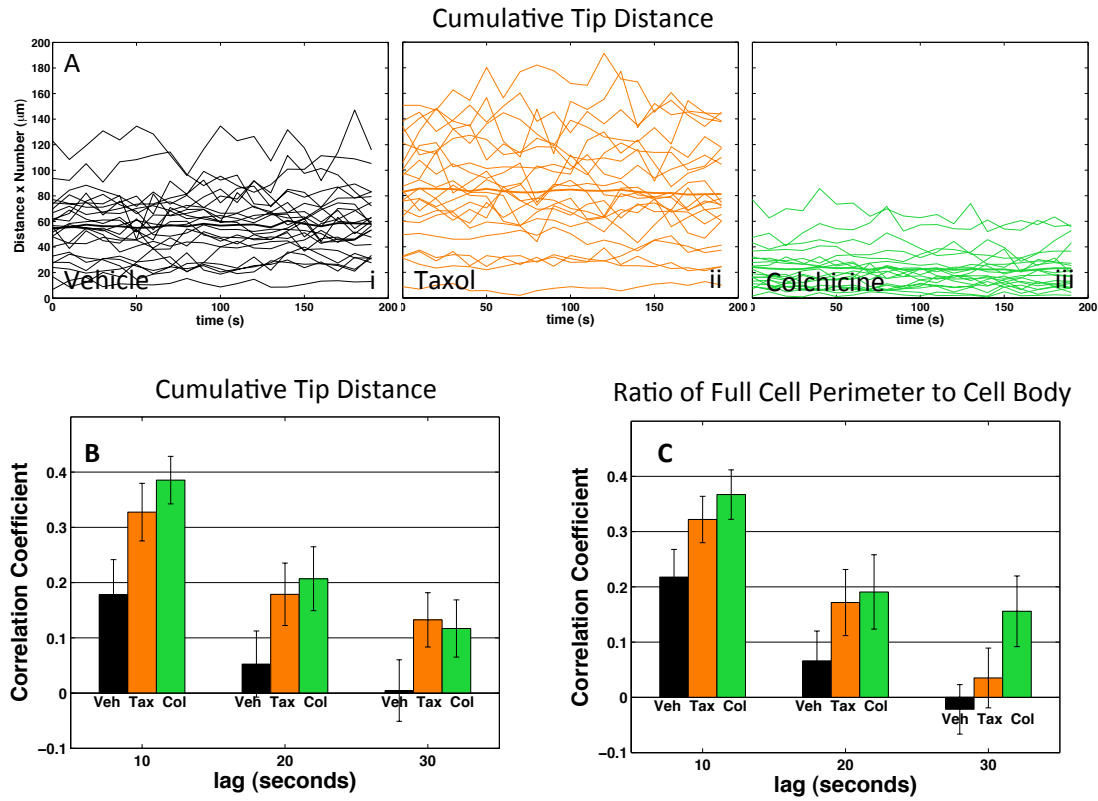 Cumulative Tip Distance
A
Distance x Number (μm)
200
180
160
140
120
100
80
60
40
20
0
Vehicle i
0 50 100 150 200
time (s)
Taxol ii
50 100 150 200
time (s)
Colchicine iii
50 100 150 200
time (s)
Cumulative Tip Distance
B
Correlation Coefficient
0.4
0.3
0.2
0.1
0
−0.1
Veh Tax Col
Veh Tax Col
Veh Tax Col
10 20 30
lag (seconds)
Ratio of Full Cell Perimeter to Cell Body
C
Correlation Coefficient
0.4
0.3
0.2
0.1
0
−0.1
Veh Tax Col
Veh Tax Col
Veh Tax Col
10 20 30
lag (seconds)